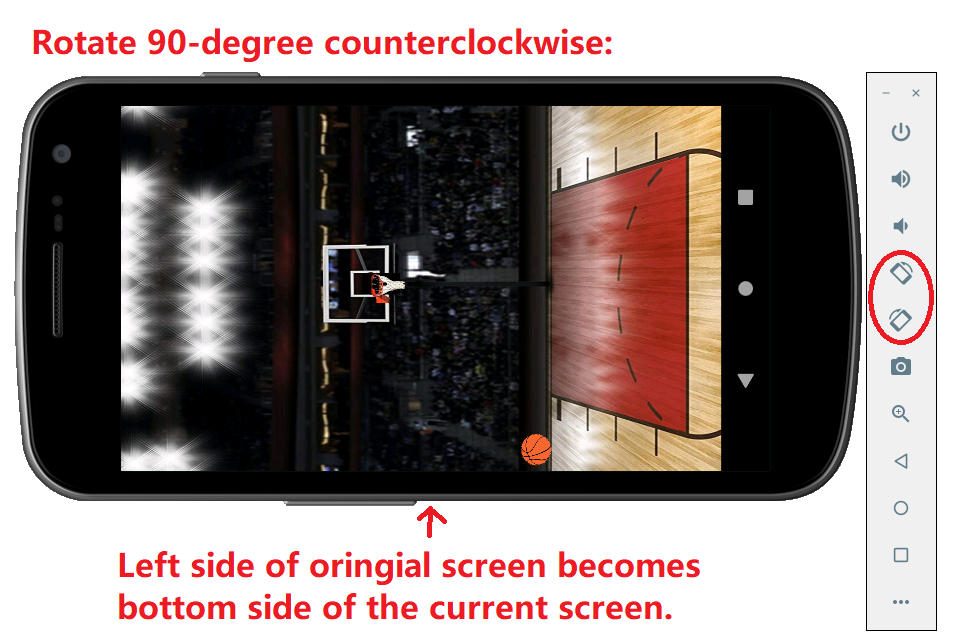 Rotate 90-degree counterclockwise:
Left side of oringial screen becomes
bottom side of the current screen.